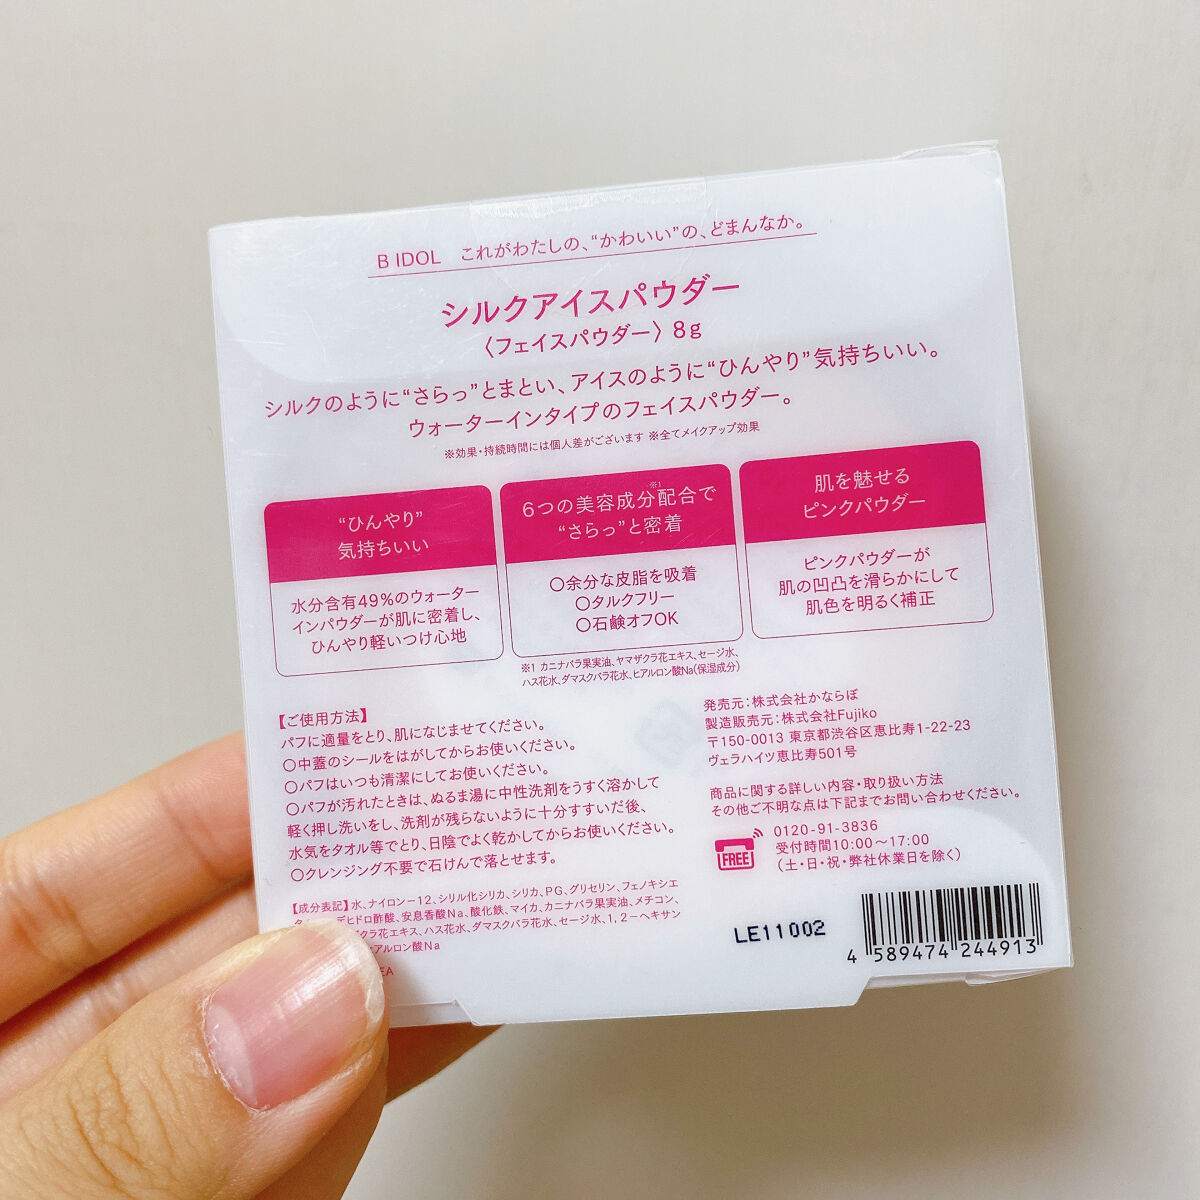 B IDOL これがわたしの、“かわいい”の、どまんなか。
シルクアイスパウダー
〈フェイスパウダー〉8g
シルクのように“さらっ”とまとい、アイスのように“ひんやり”気持ちいい。
ウォーターインタイプのフェイスパウダー。
※効果・持続時間には個人差がございます ※全てメイクアップ効果
“ひんやり”
気持ちいい
水分含有49%のウォーター
インパウダーが肌に密着し、
ひんやり軽いつけ心地
6つの美容成分※1配合で
“さらっ”と密着
○余分な皮脂を吸着
○タルクフリー
○石鹸オフOK
※1 カニナバラ果実油、ヤマザクラ花エキス、セージ水、
ハス花水、ダマスクバラ花水、ヒアルロン酸Na(保湿成分)
肌を魅せる
ピンクパウダー
ピンクパウダーが
肌の凹凸を滑らかにして
肌色を明るく補正
【ご使用方法】
パフに適量をとり、肌になじませてください。
○中蓋のシールをはがしてからお使いください。
○パフはいつも清潔にしてお使いください。
○パフが汚れたときは、ぬるま湯に中性洗剤をうすく溶かして
軽く押し洗いをし、洗剤が残らないように十分すすいだ後、
水気をタオル等でとり、日陰でよく乾かしてからお使いください。
○クレンジング不要で石けんで落とせます。
【成分表記】水、ナイロン-12、シリル化シリカ、シリカ、PG、グリセリン、フェノキシエ
デヒドロ酢酸、安息香酸Na、酸化鉄、マイカ、カニナバラ果実油、メチコン、
クラ花エキス、ハス花水、ダマスクバラ花水、セージ水、1,2-ヘキサン
アルロン酸Na
EA
発売元：株式会社かならぼ
製造販売元：株式会社Fujiko
〒150-0013 東京都渋谷区恵比寿1-22-23
ヴェラハイツ恵比寿501号
商品に関する詳しい内容・取り扱い方法
その他ご不明な点は下記までお問い合わせください。
FREE
0120-91-3836
受付時間10:00～17:00
(土・日・祝・弊社休業日を除く)
LE11002
4 589474 244913